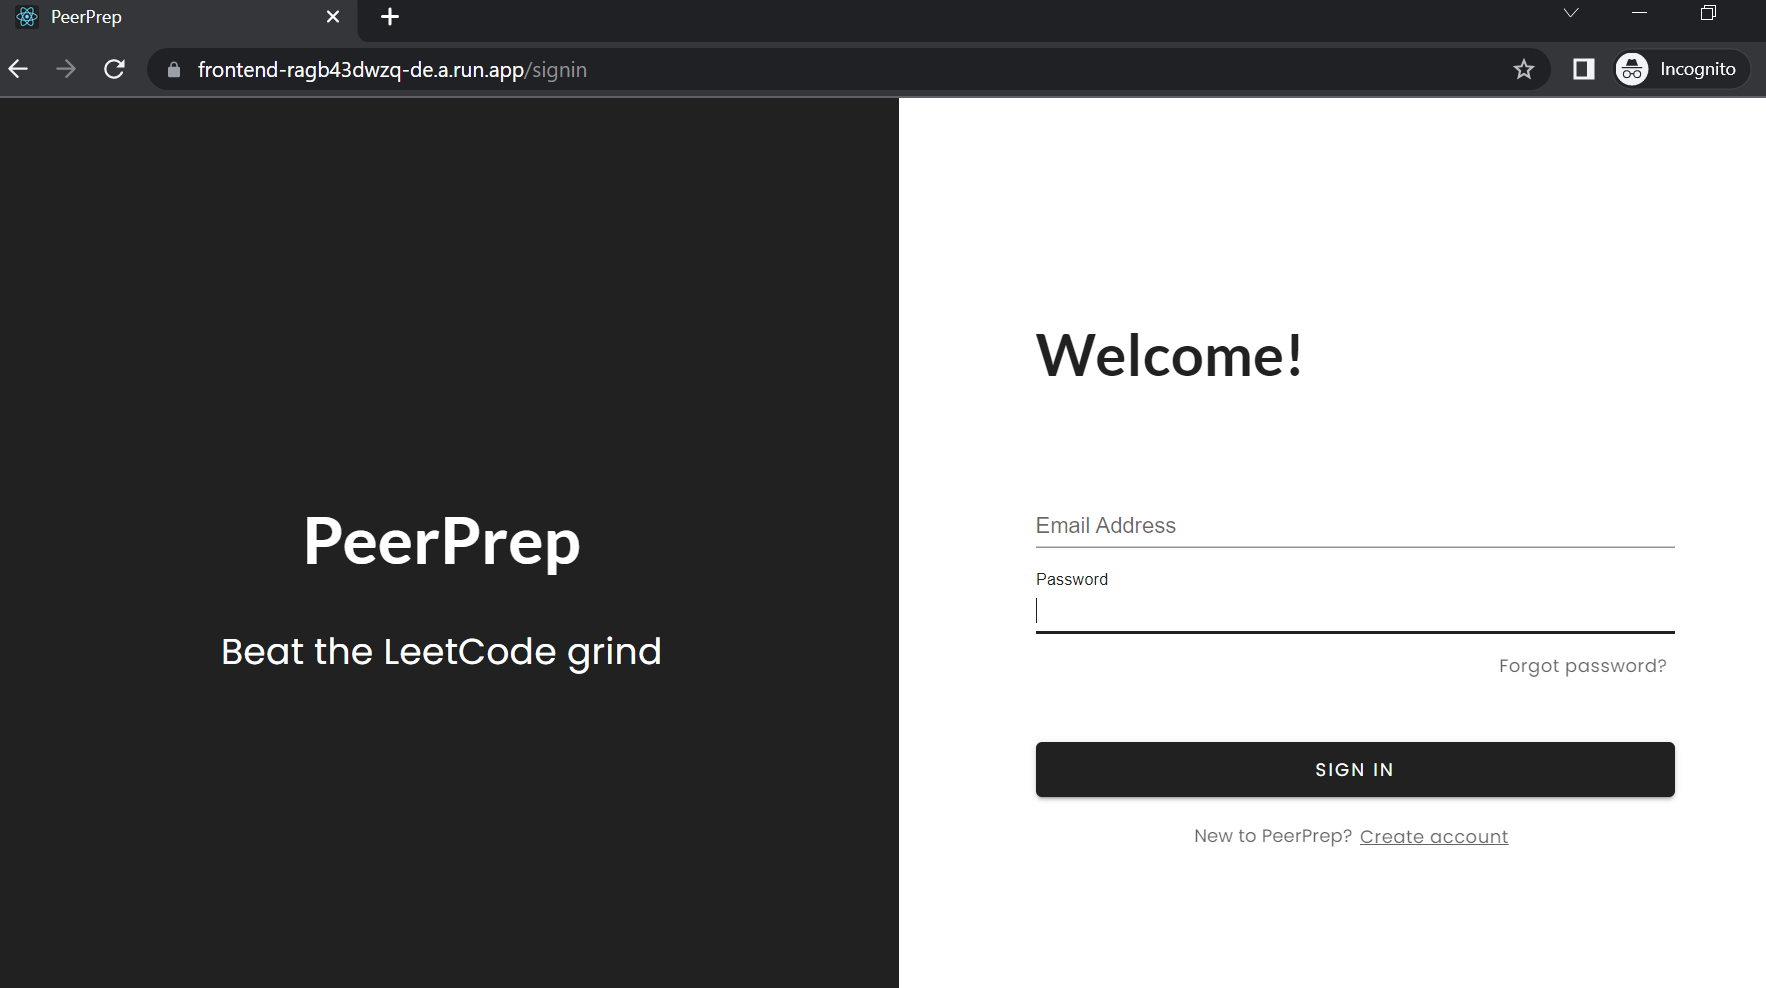 PeerPrep
frontend-ragb43dwzq-de.a.run.app/signin
Incognito
PeerPrep
Beat the LeetCode grind
Welcome!
Email Address
Password
Forgot password?
SIGN IN
New to PeerPrep? Create account